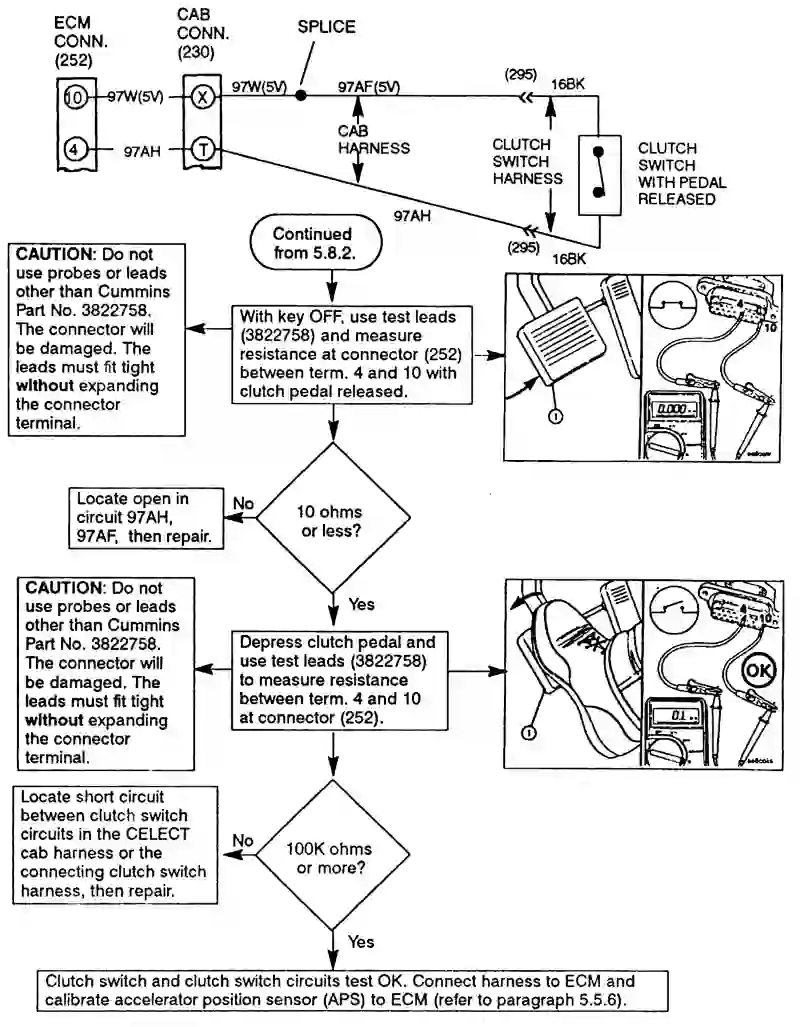 ECM
CONN.
(252)
CAB
CONN.
(230)
SPLICE
10
97W(5V)
X
97W(5V)
97AF(5V)
(295)
16BK
4
97AH
T
CAB
HARNESS
CLUTCH
SWITCH
HARNESS
CLUTCH
SWITCH
WITH PEDAL
RELEASED
97AH
(295)
16BK
Continued
from 5.8.2.
CAUTION: Do not
use probes or leads
other than Cummins
Part No. 3822758.
The connector will
be damaged. The
leads must fit tight
without expanding
the connector
terminal.
With key OFF, use test leads
(3822758) and measure
resistance at connector (252)
between term. 4 and 10 with
clutch pedal released.
1
4
10
0.000
10 ohms
or less?
No
Locate open in
circuit 97AH,
97AF, then repair.
Yes
CAUTION: Do not
use probes or leads
other than Cummins
Part No. 3822758.
The connector will
be damaged. The
leads must fit tight
without expanding
the connector
terminal.
Depress clutch pedal and
use test leads (3822758)
to measure resistance
between term. 4 and 10
at connector (252).
1
4
10
OK
100K ohms
or more?
No
Locate short circuit
between clutch switch
circuits in the CELECT
cab harness or the
connecting clutch switch
harness, then repair.
Yes
Clutch switch and clutch switch circuits test OK. Connect harness to ECM and
calibrate accelerator position sensor (APS) to ECM (refer to paragraph 5.5.6).